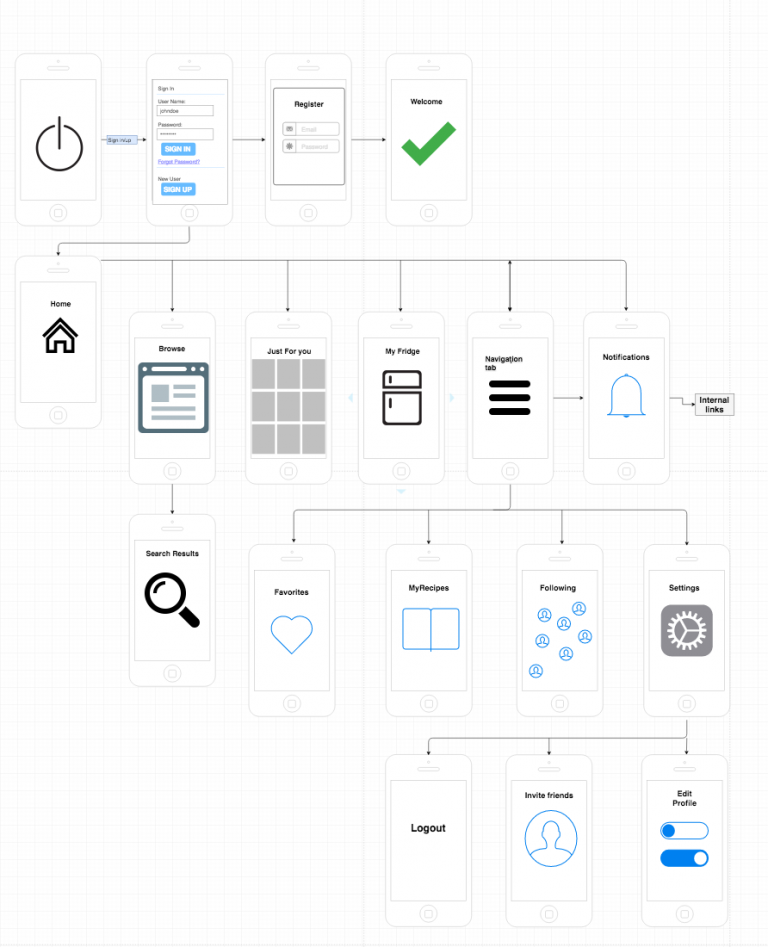 Sign in/up
Sign In
User Name:
johndoe
Password:
********
SIGN IN
Forgot Password?
New User
SIGN UP
Register
Email
Password
Welcome
Home
Browse
Just For you
My Fridge
Navigation
tab
Notifications
Internal
links
Search Results
Favorites
MyRecipes
Following
Settings
Logout
Invite friends
Edit
Profile